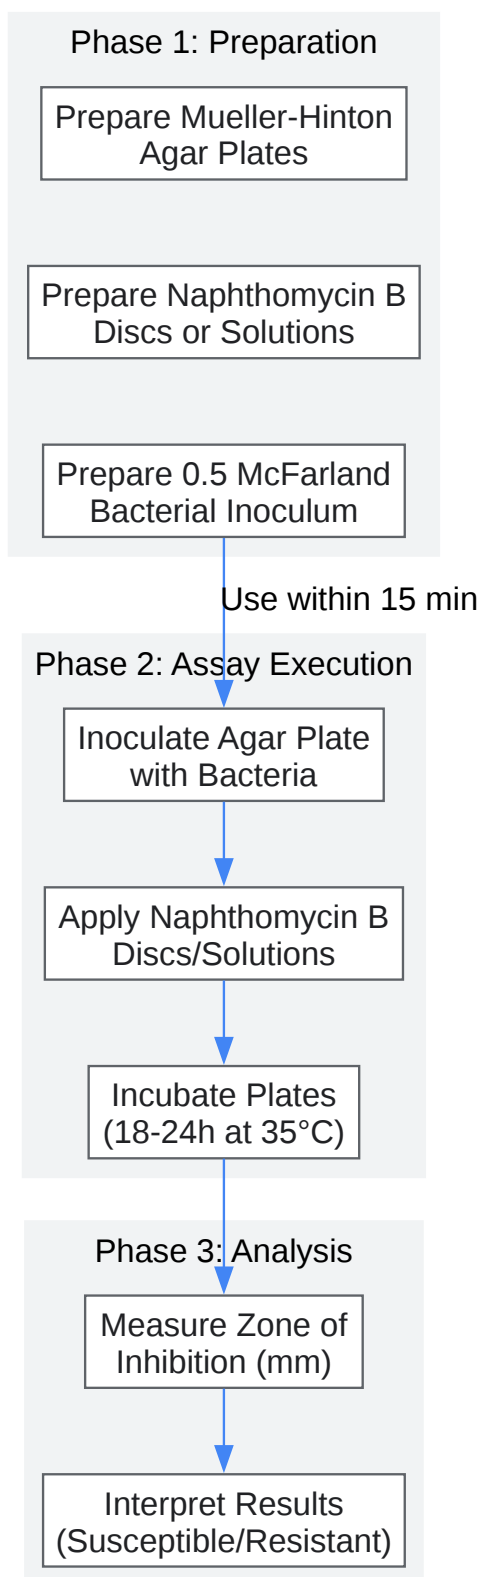 Phase 1: Preparation
Prepare Mueller-Hinton
Agar Plates
Prepare Naphthomycin B
Discs or Solutions
Prepare 0.5 McFarland
Bacterial Inoculum
Use within 15 min
Phase 2: Assay Execution
Inoculate Agar Plate
with Bacteria
Apply Naphthomycin B
Discs/Solutions
Incubate Plates
(18-24h at 35°C)
Phase 3: Analysis
Measure Zone of
Inhibition (mm)
Interpret Results
(Susceptible/Resistant)